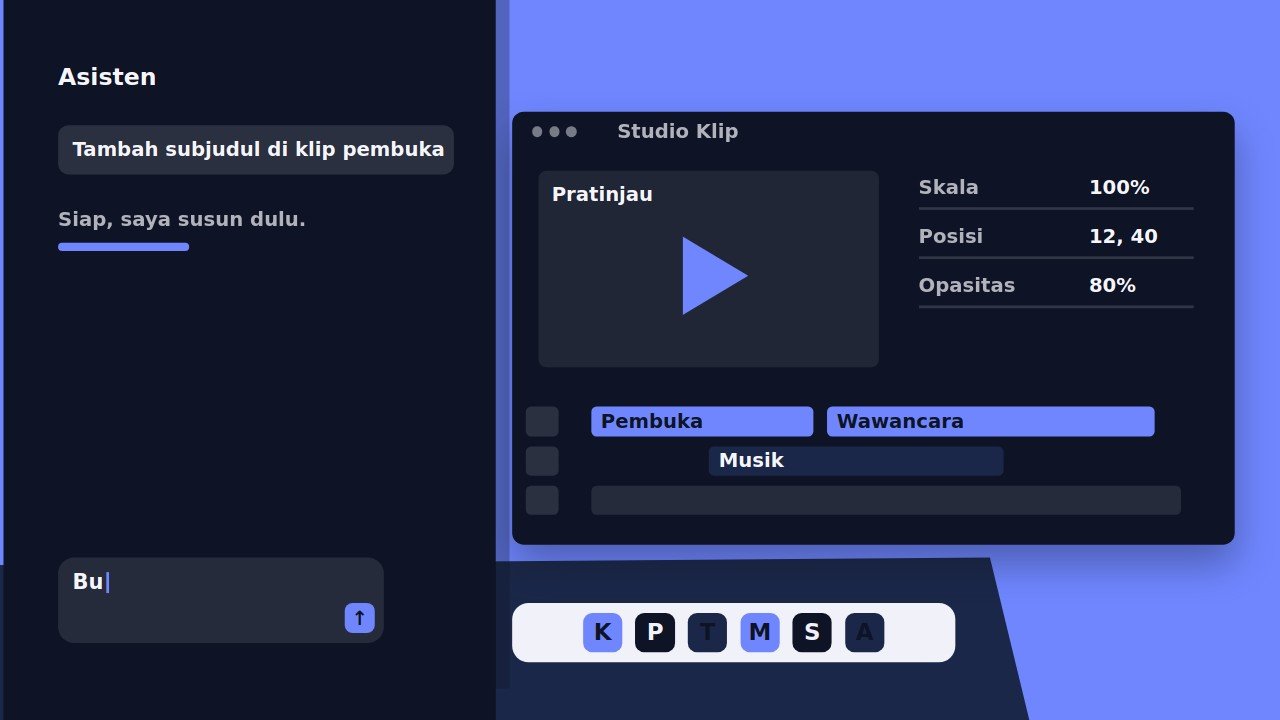 Asisten
Tambah subjudul di klip pembuka
Siap, saya susun dulu.
Bu
↑
Studio Klip
Pratinjau
Skala 100%
Posisi 12, 40
Opasitas 80%
Pembuka Wawancara
Musik
K P T M S A